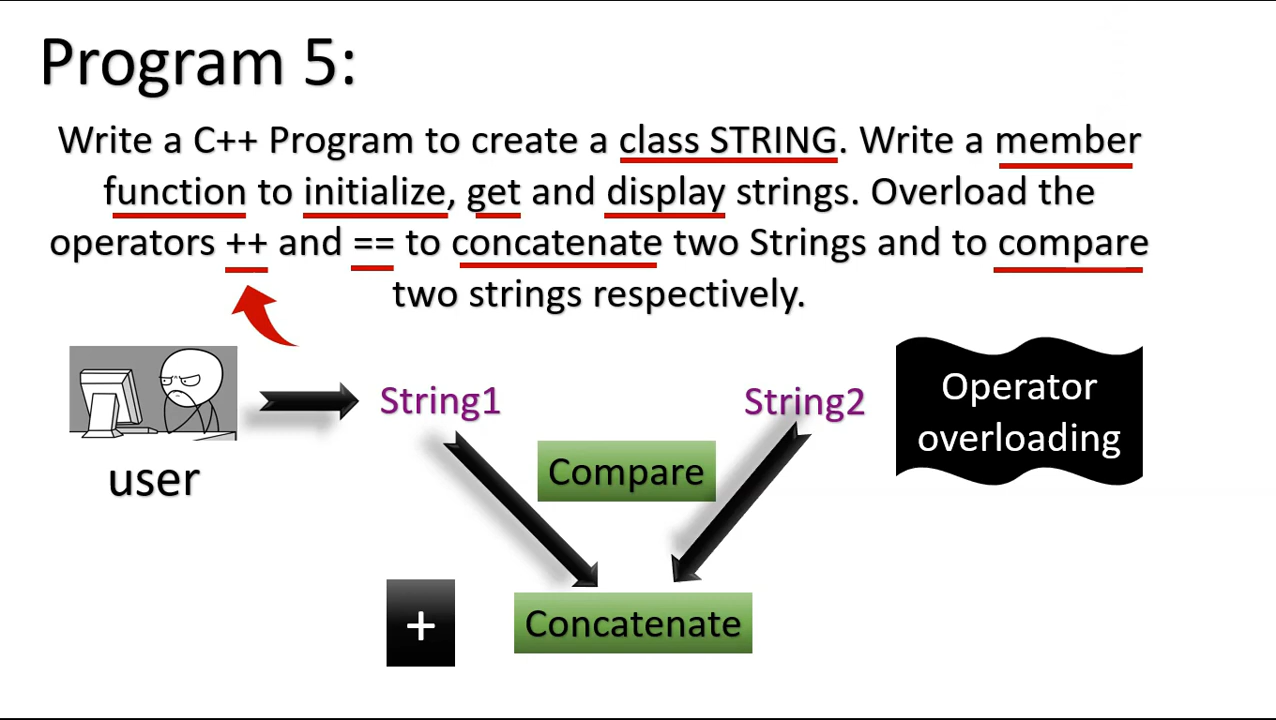 Program 5:
Write a C++ Program to create a class STRING. Write a member
function to initialize, get and display strings. Overload the
operators ++ and == to concatenate two Strings and to compare
two strings respectively.
user
String1
String2
Operator
overloading
Compare
+
Concatenate